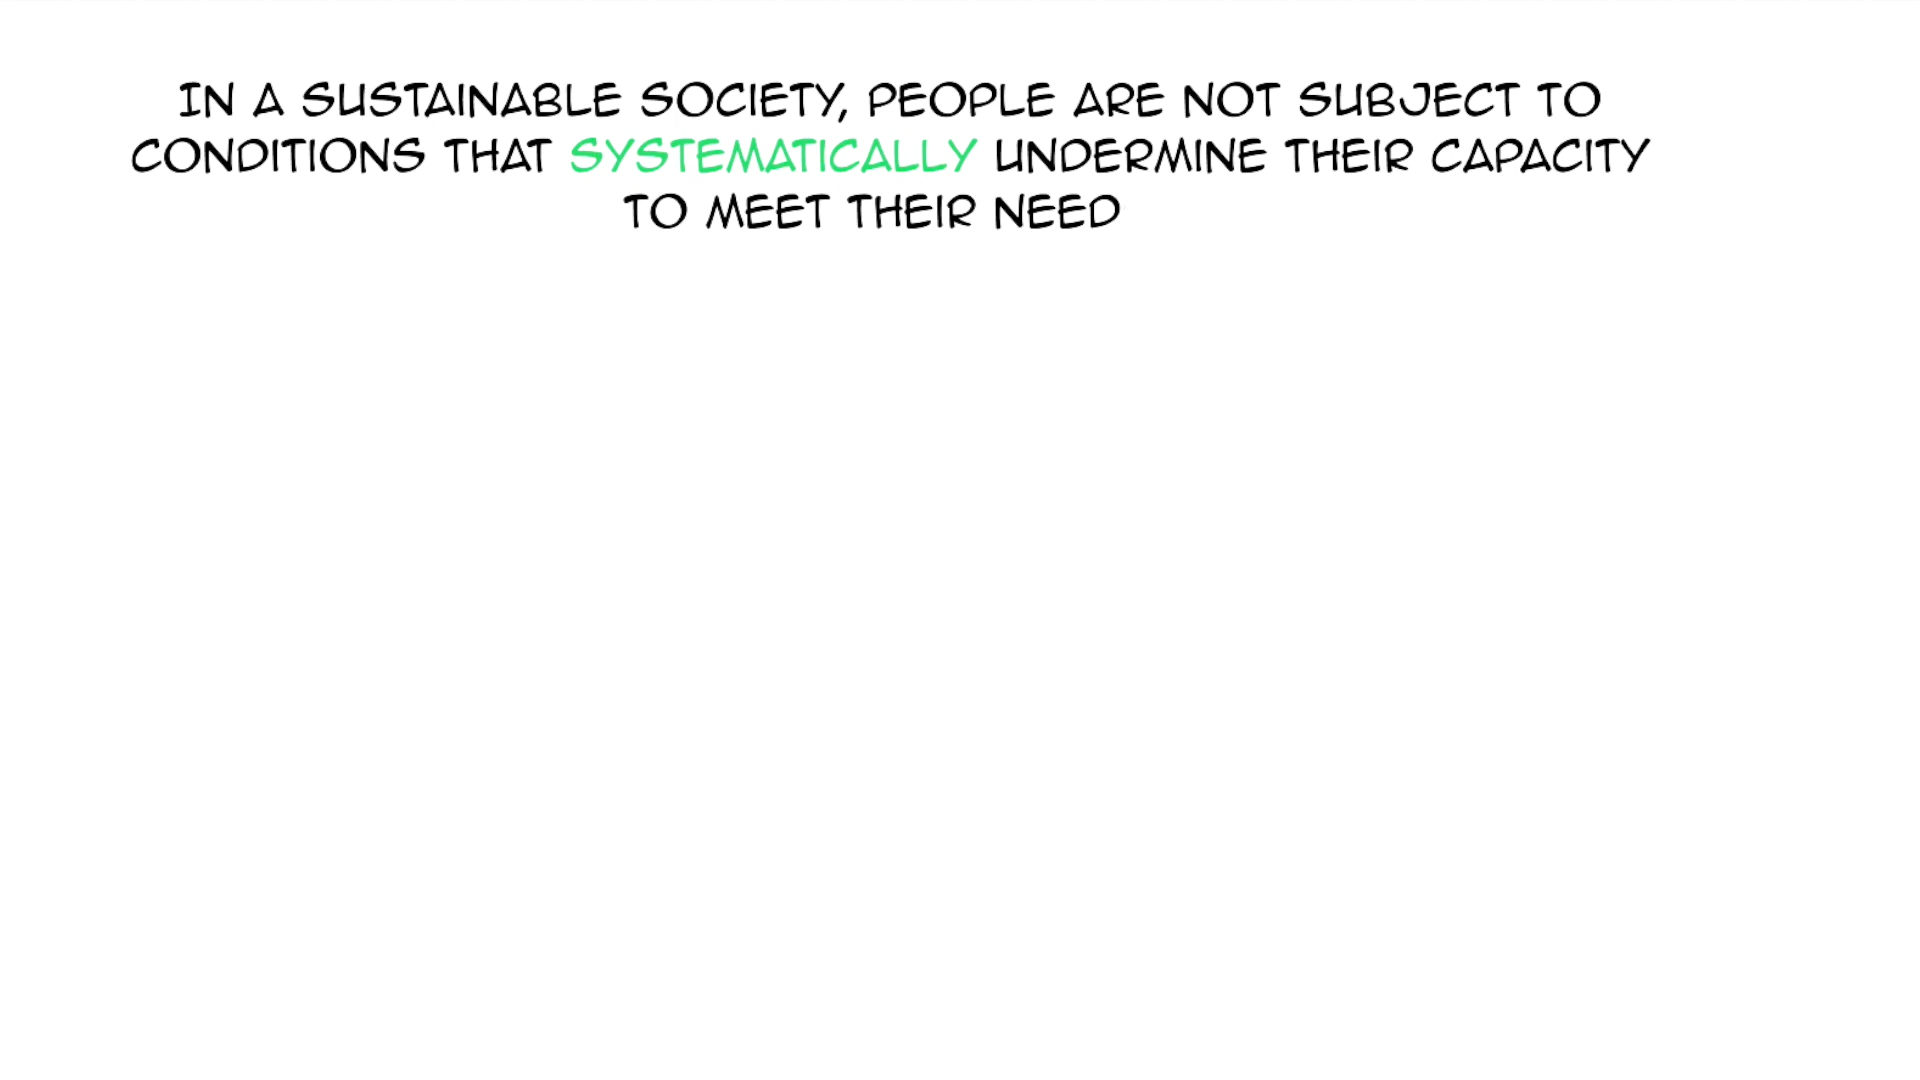 IN A SUSTAINABLE SOCIETY, PEOPLE ARE NOT SUBJECT TO
CONDITIONS THAT SYSTEMATICALLY UNDERMINE THEIR CAPACITY
TO MEET THEIR NEED